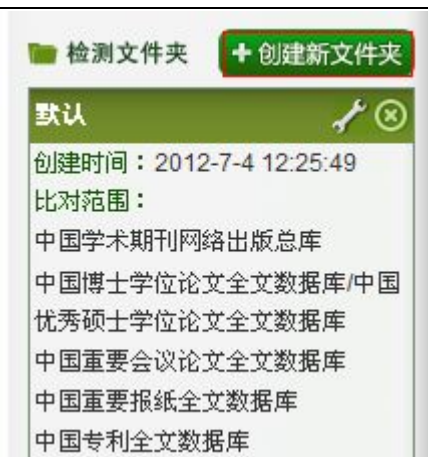 检测文件夹 + 创建新文件夹
默认
创建时间：2012-7-4 12:25:49
比对范围：
中国学术期刊网络出版总库
中国博士学位论文全文数据库/中国
优秀硕士学位论文全文数据库
中国重要会议论文全文数据库
中国重要报纸全文数据库
中国专利全文数据库